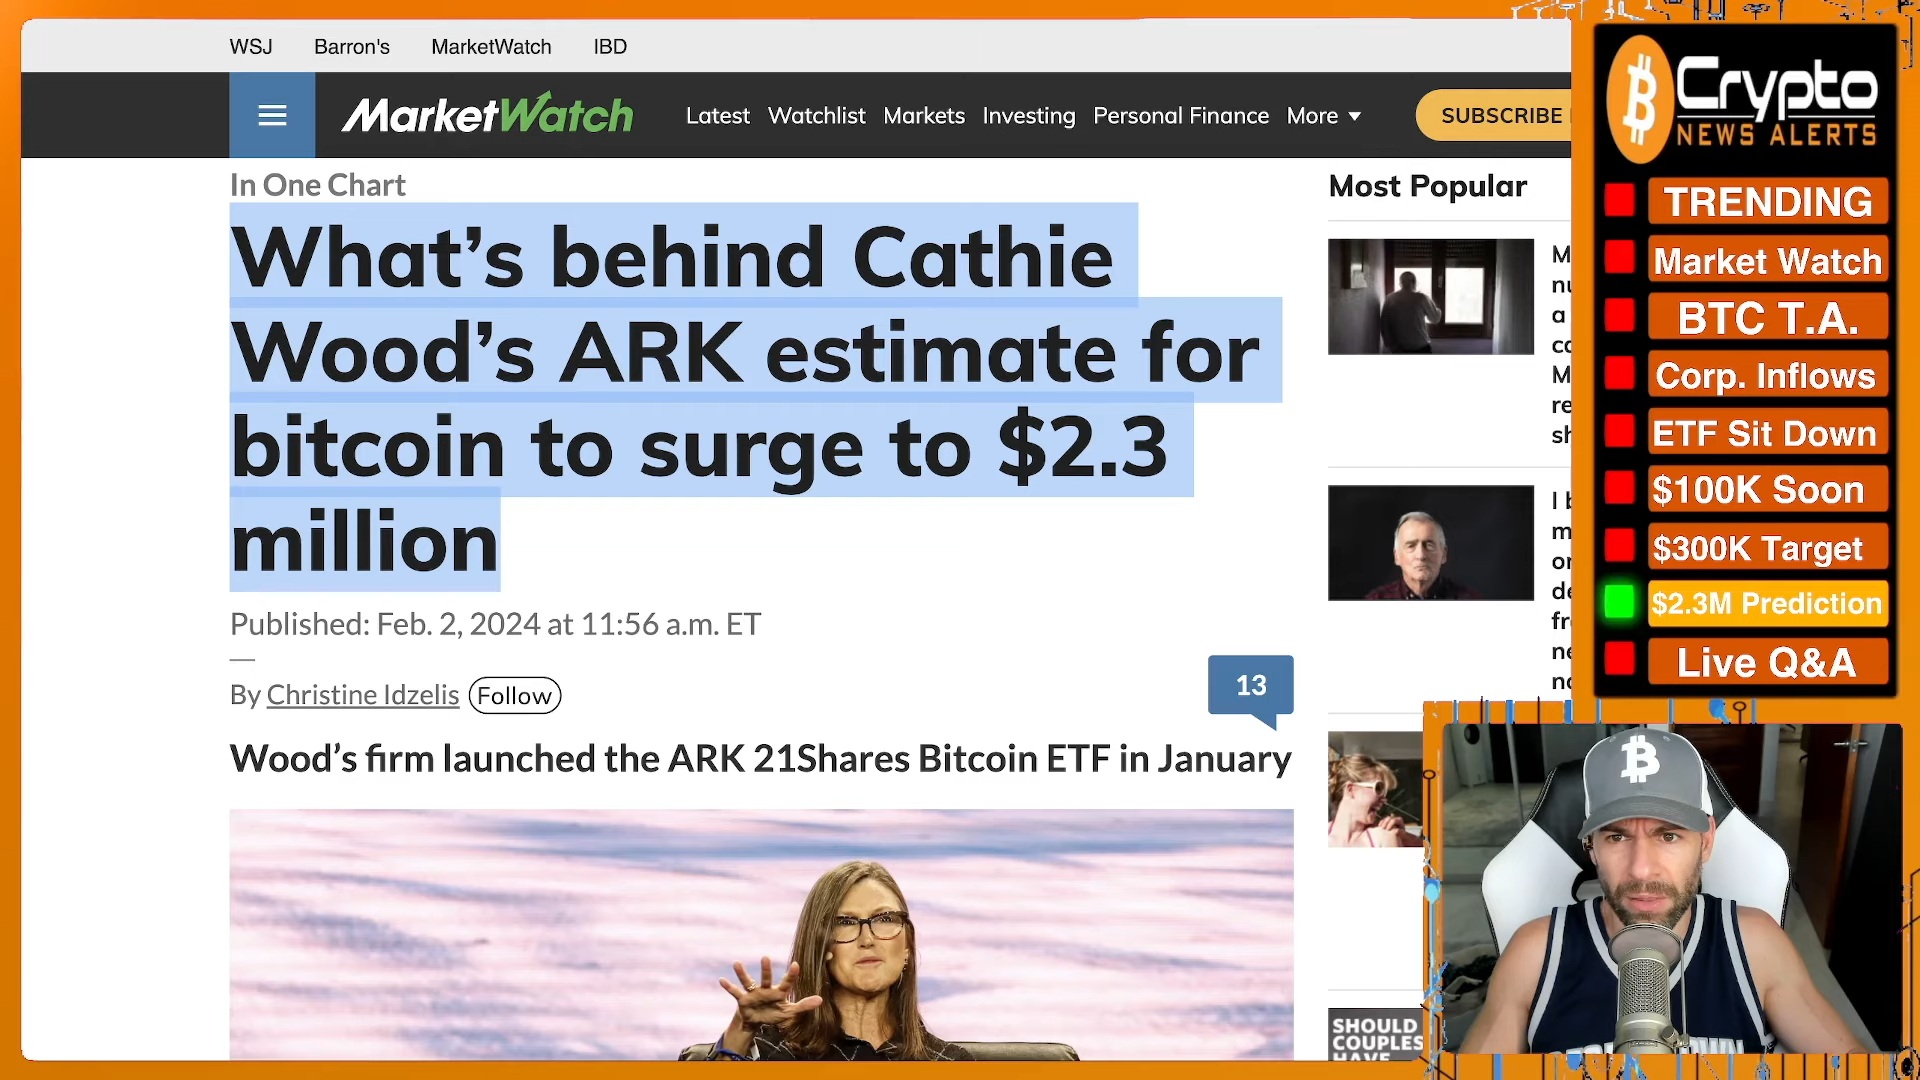 WSJ Barron's MarketWatch IBD
MarketWatch Latest Watchlist Markets Investing Personal Finance More SUBSCRIBE
In One Chart
What's behind Cathie
Wood's ARK estimate for
bitcoin to surge to $2.3
million
Published: Feb. 2, 2024 at 11:56 a.m. ET
By Christine Idzelis Follow
13
Wood's firm launched the ARK 21Shares Bitcoin ETF in January
Most Popular
SHOULD
COUPLES
HAVE
Crypto
NEWS ALERTS
TRENDING
Market Watch
BTC T.A.
Corp. Inflows
ETF Sit Down
$100K Soon
$300K Target
$2.3M Prediction
Live Q&A